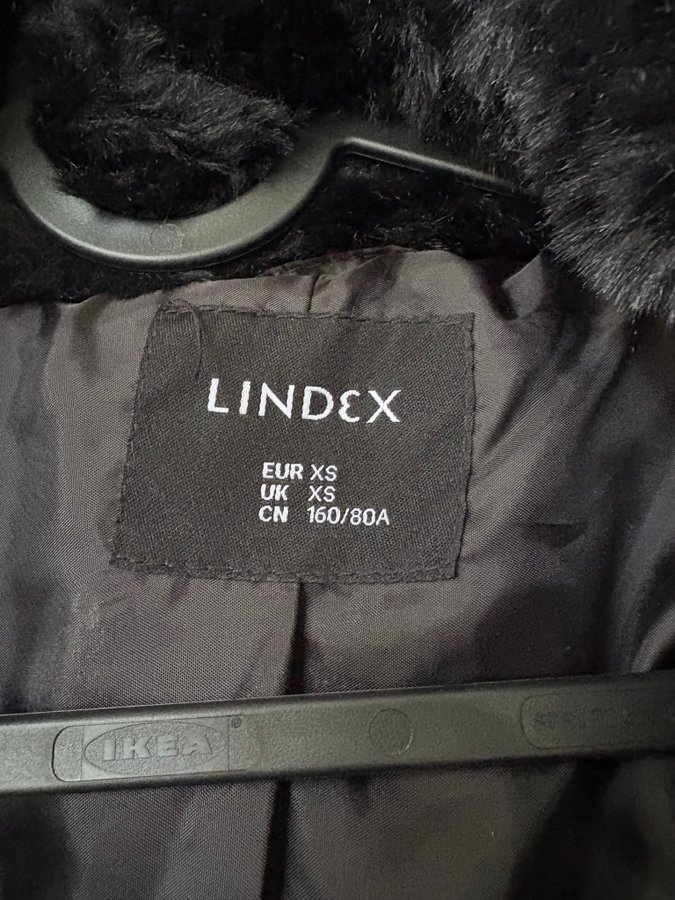 LINDEX
EUR XS
UK XS
CN 160/80A
IKEA